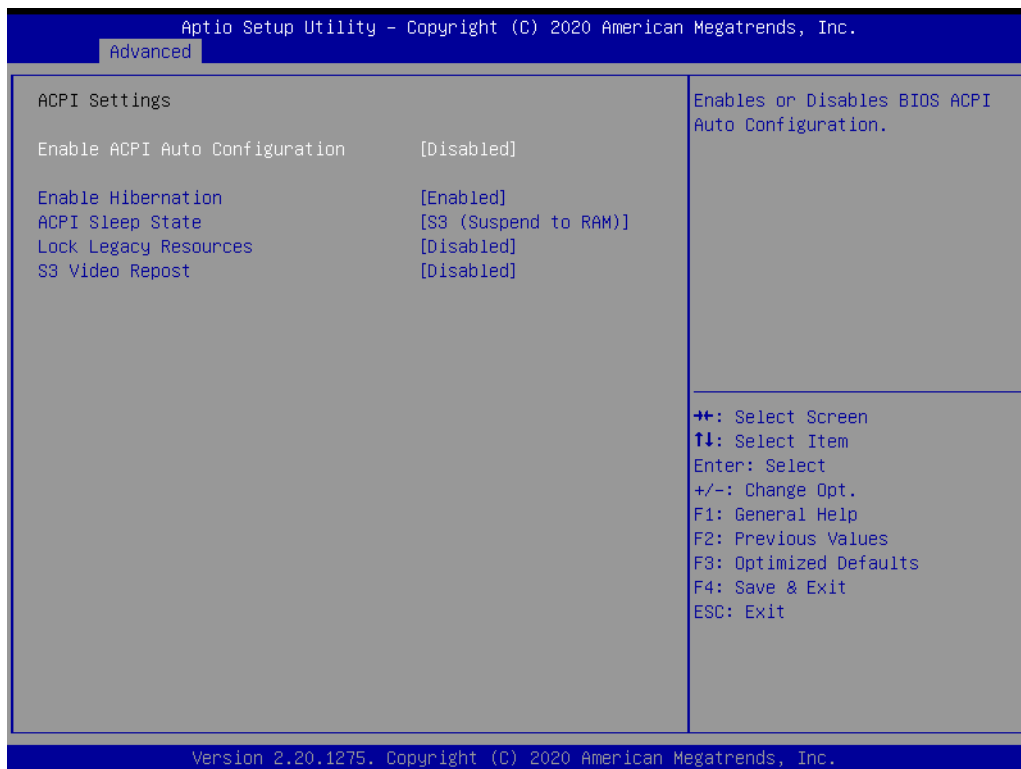 Aptio Setup Utility – Copyright (C) 2020 American Megatrends, Inc.
Advanced
ACPI Settings
Enable ACPI Auto Configuration [Disabled]
Enable Hibernation [Enabled]
ACPI Sleep State [S3 (Suspend to RAM)]
Lock Legacy Resources [Disabled]
S3 Video Repost [Disabled]
Enables or Disables BIOS ACPI
Auto Configuration.
→←: Select Screen
↑↓: Select Item
Enter: Select
+/-: Change Opt.
F1: General Help
F2: Previous Values
F3: Optimized Defaults
F4: Save & Exit
ESC: Exit
Version 2.20.1275. Copyright (C) 2020 American Megatrends, Inc.